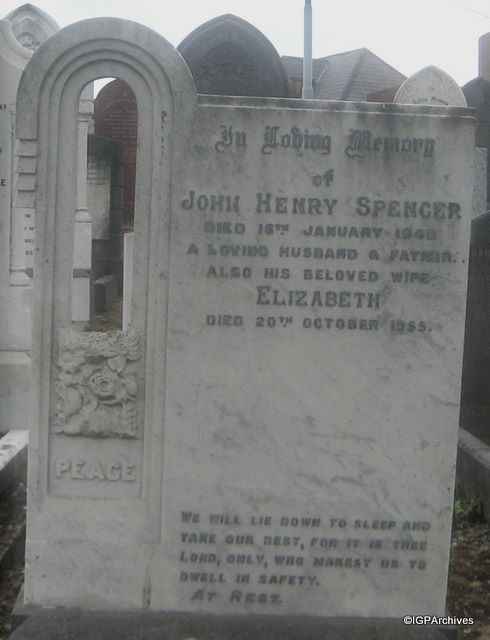 In Loving Memory
of
JOHN HENRY SPENCER
DIED 18TH JANUARY 1948
A LOVING HUSBAND & FATHER.
ALSO HIS BELOVED WIFE
ELIZABETH
DIED 20TH OCTOBER 1955.
PEACE
WE WILL LIE DOWN TO SLEEP AND
TAKE OUR REST, FOR IT IS THEE
LORD, ONLY, WHO MAKEST US TO
DWELL IN SAFETY.
AT REST.
©IGPArchives